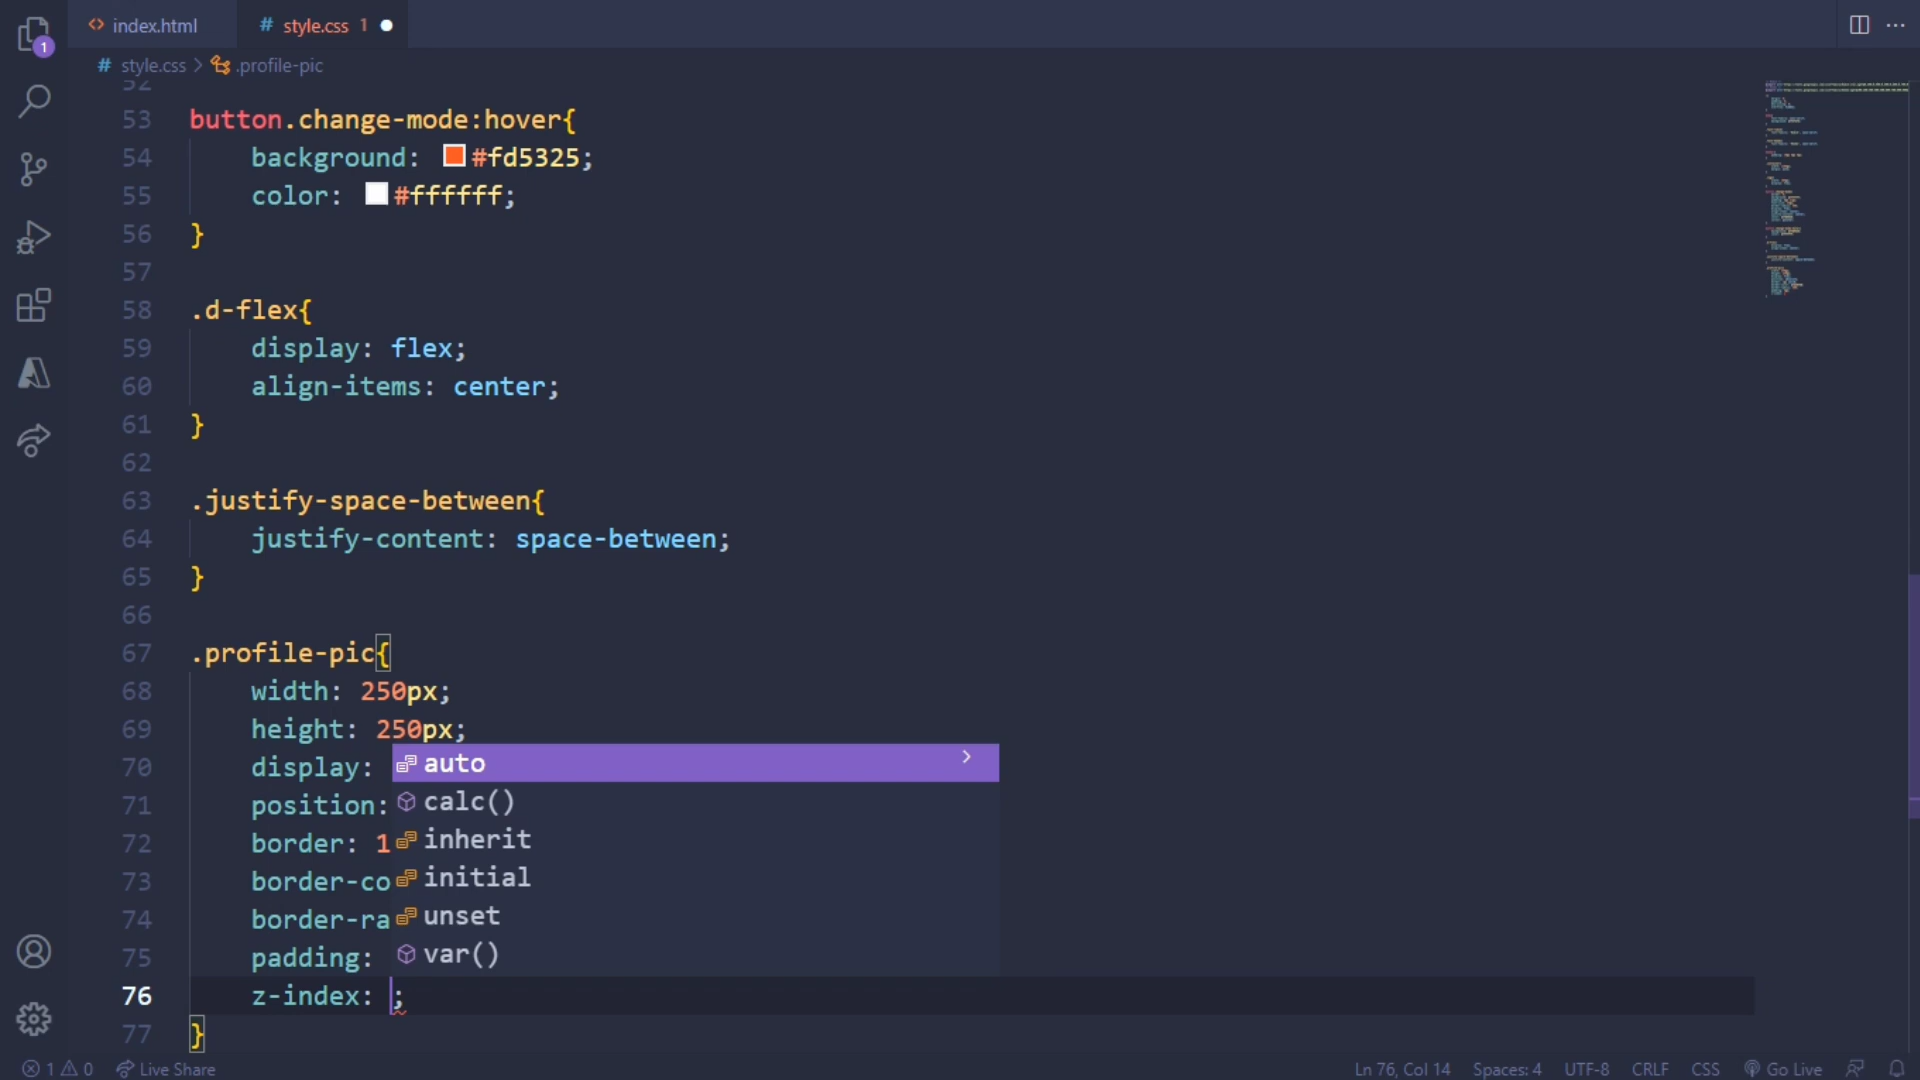 index.html
# style.css 1
# style.css > .profile-pic
1
52
53 button.change-mode:hover{
54 background: #fd5325;
55 color: #ffffff;
56 }
57
58 .d-flex{
59 display: flex;
60 align-items: center;
61 }
62
63 .justify-space-between{
64 justify-content: space-between;
65 }
66
67 .profile-pic{
68 width: 250px;
69 height: 250px;
70 display: auto
71 position: calc()
72 border: 1 inherit
73 border-co initial
74 border-ra unset
75 padding: var()
76 z-index: ;
77 }
1 0 Live Share Ln 76, Col 14 Spaces: 4 UTF-8 CRLF CSS Go Live